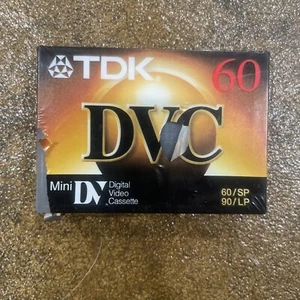 TDK 60
DVC
Mini DV Digital
Video
Cassette
60/SP
90/LP